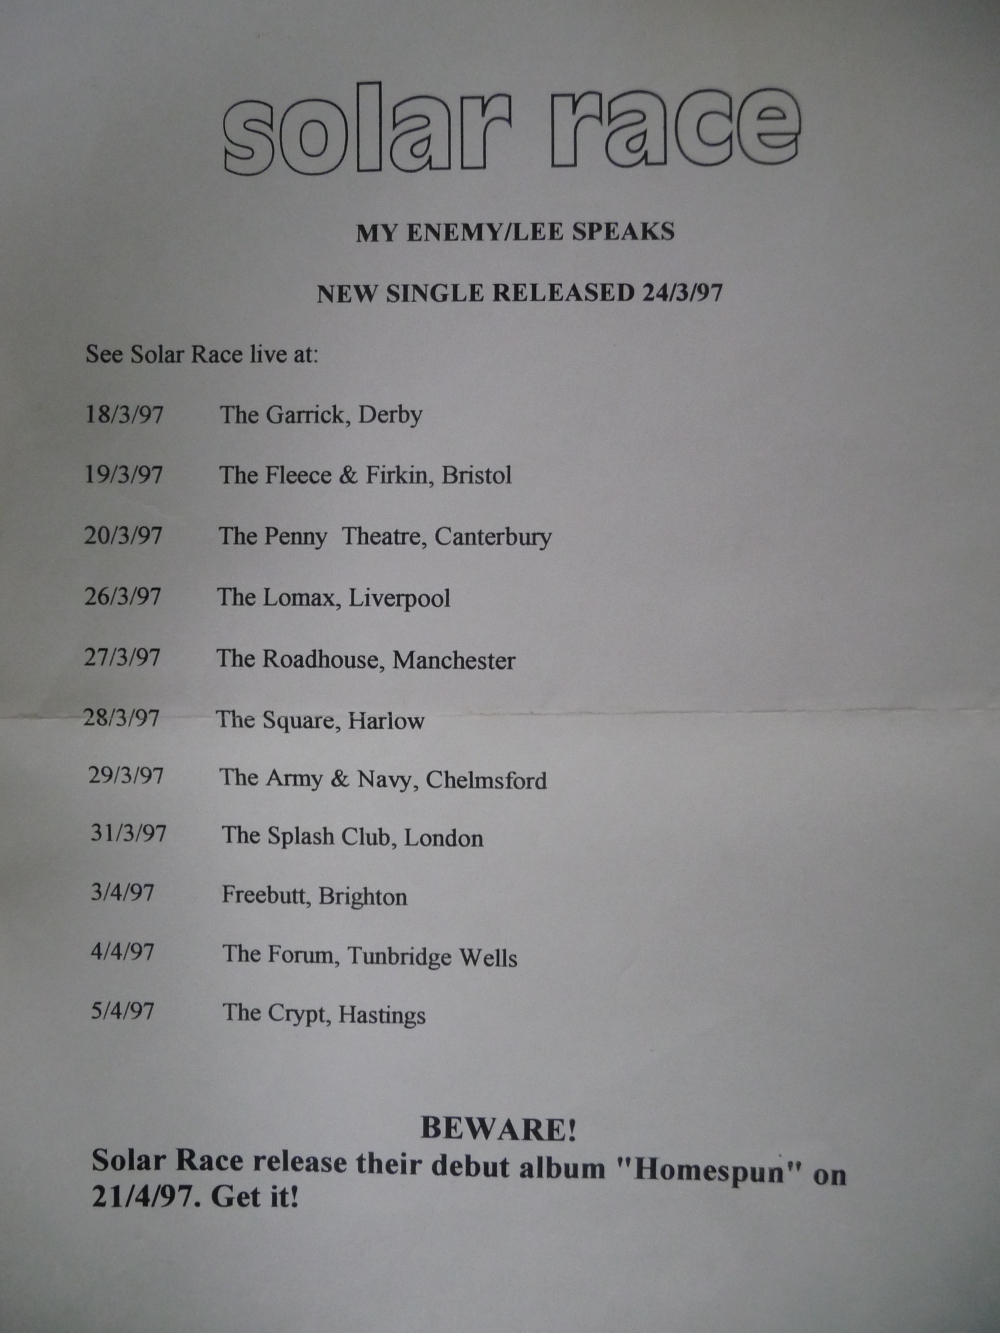 solar race
MY ENEMY/LEE SPEAKS
NEW SINGLE RELEASED 24/3/97
See Solar Race live at:
18/3/97 The Garrick, Derby
19/3/97 The Fleece & Firkin, Bristol
20/3/97 The Penny Theatre, Canterbury
26/3/97 The Lomax, Liverpool
27/3/97 The Roadhouse, Manchester
28/3/97 The Square, Harlow
29/3/97 The Army & Navy, Chelmsford
31/3/97 The Splash Club, London
3/4/97 Freebutt, Brighton
4/4/97 The Forum, Tunbridge Wells
5/4/97 The Crypt, Hastings
BEWARE!
Solar Race release their debut album "Homespun" on
21/4/97. Get it!